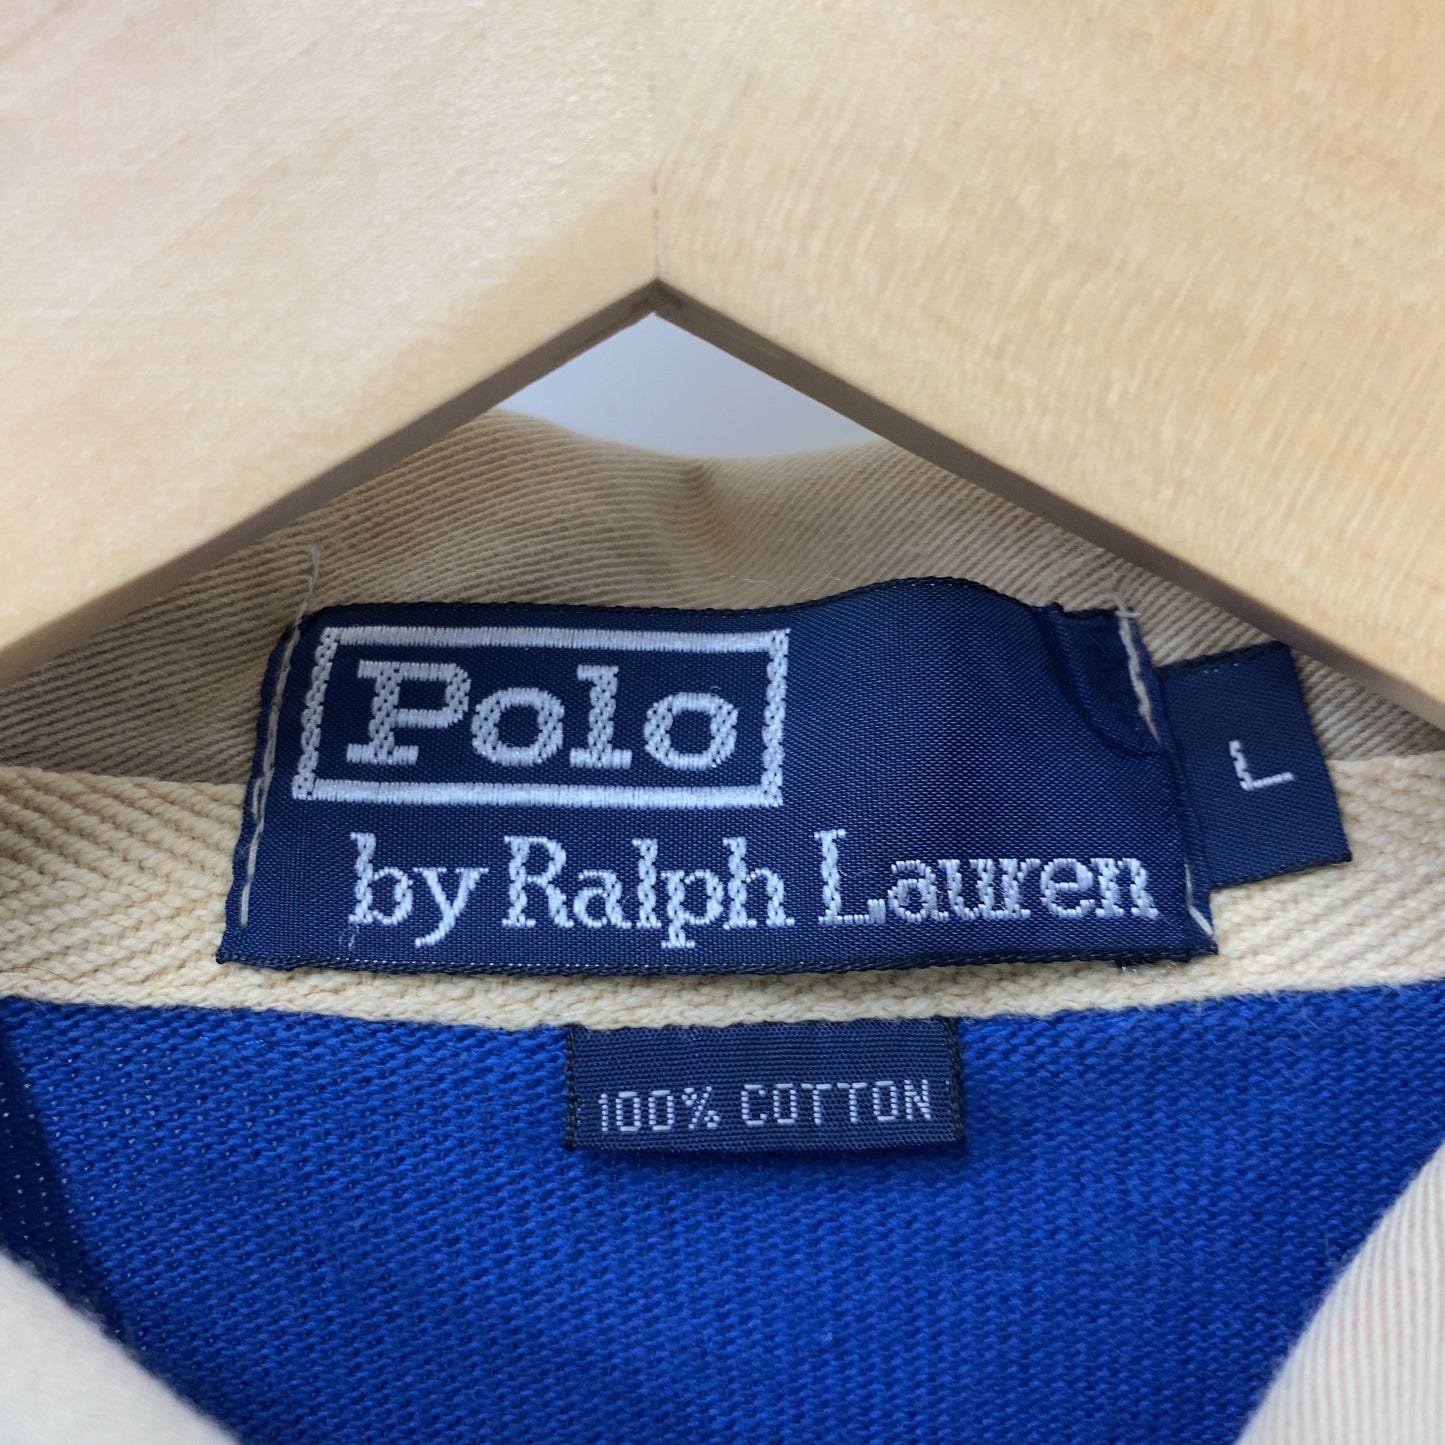 Polo
by Ralph Lauren
L
100% COTTON